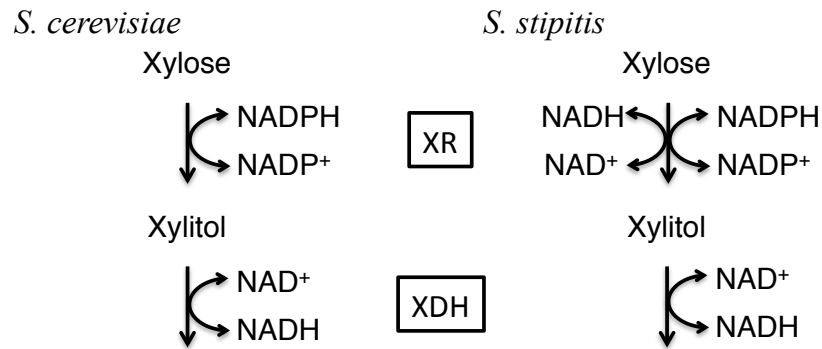 S. cerevisiae
S. stipitis
Xylose
Xylose
NADPH
NADP+
XR
NADH
NAD+
NADPH
NADP+
Xylitol
Xylitol
NAD+
NADH
XDH
NAD+
NADH